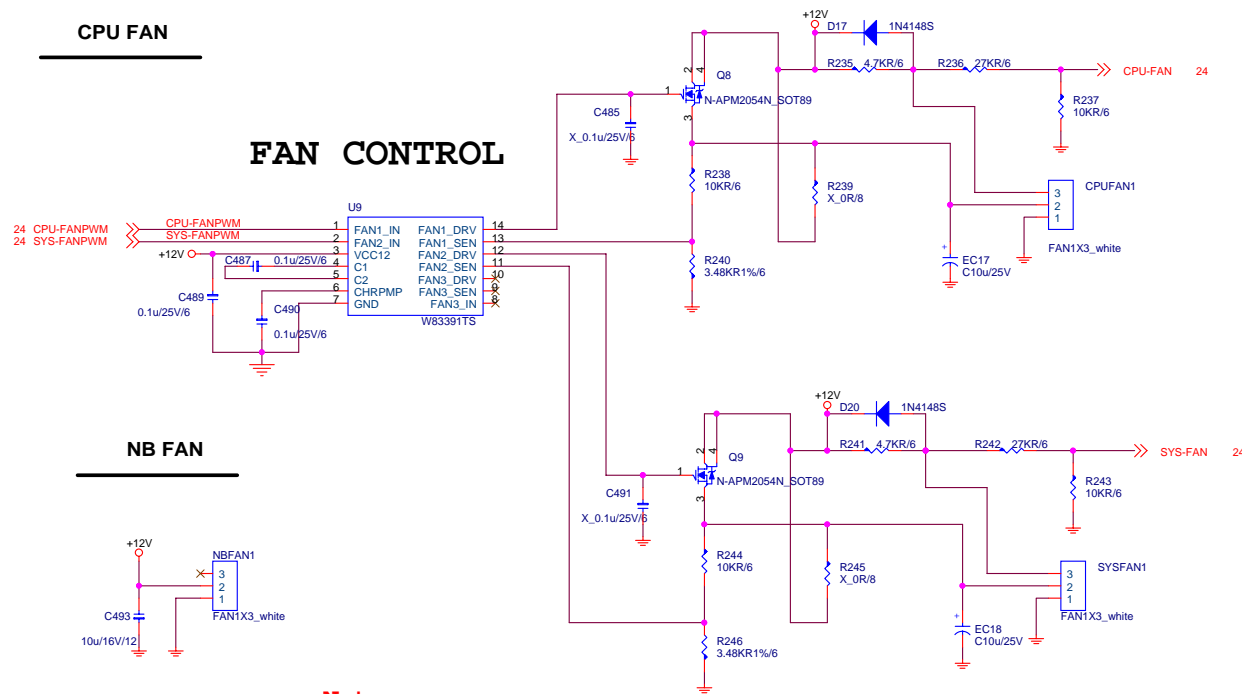 CPU FAN
FAN CONTROL
+12V
D17
1N4148S
R235
4.7KR/6
R236
27KR/6
CPU-FAN 24
R237
10KR/6
2
4
Q8
1
N-APM2054N_SOT89
3
C485
X_0.1u/25V/6
R238
10KR/6
R239
X_0R/8
3
2
1
CPUFAN1
FAN1X3_white
R240
3.48KR1%/6
+
EC17
C10u/25V
U9
24 CPU-FANPWM
CPU-FANPWM
1
FAN1_IN
FAN1_DRV
14
24 SYS-FANPWM
SYS-FANPWM
2
FAN2_IN
FAN1_SEN
13
+12V
3
VCC12
FAN2_DRV
12
C487
0.1u/25V/6
4
C1
FAN2_SEN
11
5
C2
FAN3_DRV
10
6
CHRPMP
FAN3_SEN
9
7
GND
FAN3_IN
8
W83391TS
C489
0.1u/25V/6
C490
0.1u/25V/6
+12V
D20
1N4148S
R241
4.7KR/6
R242
27KR/6
SYS-FAN 24
R243
10KR/6
2
4
Q9
1
N-APM2054N_SOT89
3
C491
X_0.1u/25V/6
R244
10KR/6
R245
X_0R/8
3
2
1
SYSFAN1
FAN1X3_white
R246
3.48KR1%/6
+
EC18
C10u/25V
NB FAN
+12V
NBFAN1
3
2
1
FAN1X3_white
C493
10u/16V/12